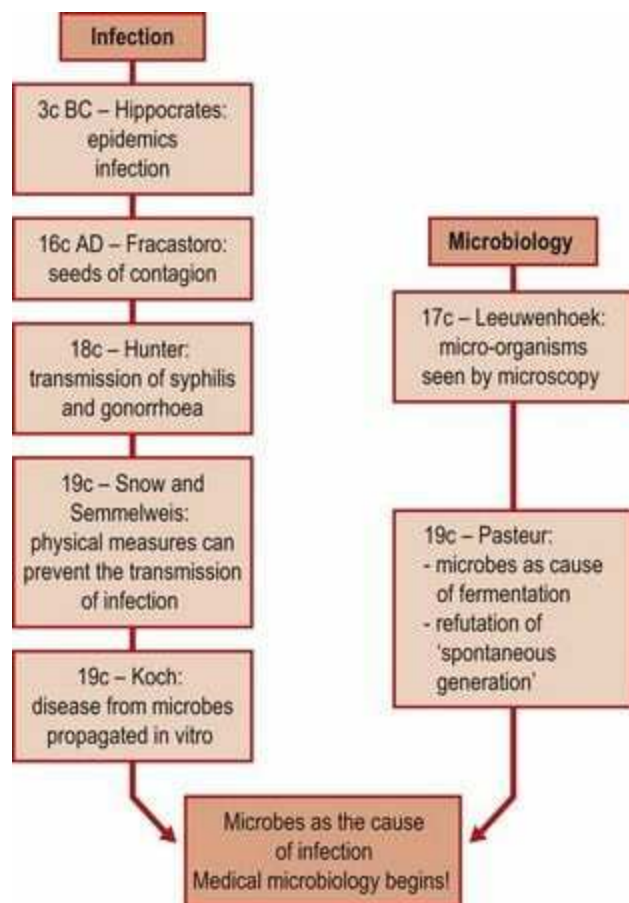 Infection
3c BC – Hippocrates:
epidemics
infection
16c AD – Fracastoro:
seeds of contagion
18c – Hunter:
transmission of syphilis
and gonorrhoea
19c – Snow and
Semmelweis:
physical measures can
prevent the transmission
of infection
19c – Koch:
disease from microbes
propagated in vitro
Microbiology
17c – Leeuwenhoek:
micro-organisms
seen by microscopy
19c – Pasteur:
- microbes as cause
of fermentation
- refutation of
‘spontaneous
generation’
Microbes as the cause
of infection
Medical microbiology begins!